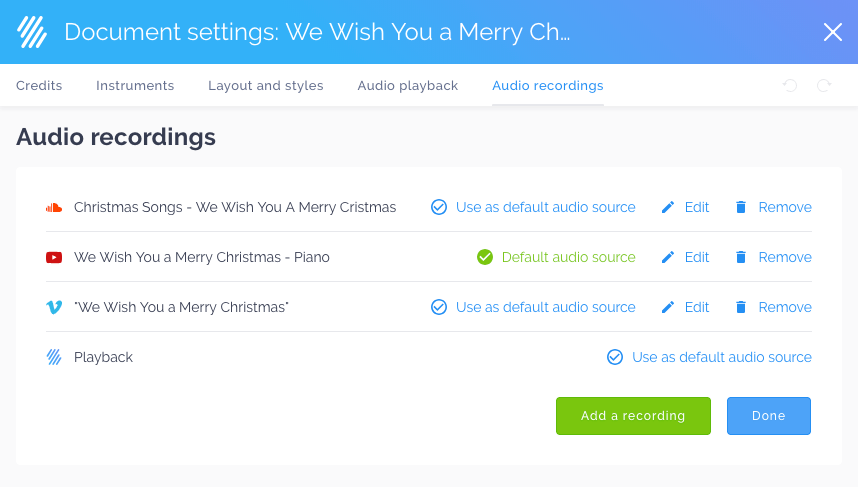 Document settings: We Wish You a Merry Ch...
Credits Instruments Layout and styles Audio playback Audio recordings
Audio recordings
Christmas Songs - We Wish You A Merry Cristmas Use as default audio source Edit Remove
We Wish You a Merry Christmas - Piano Default audio source Edit Remove
"We Wish You a Merry Christmas" Use as default audio source Edit Remove
Playback Use as default audio source
Add a recording Done